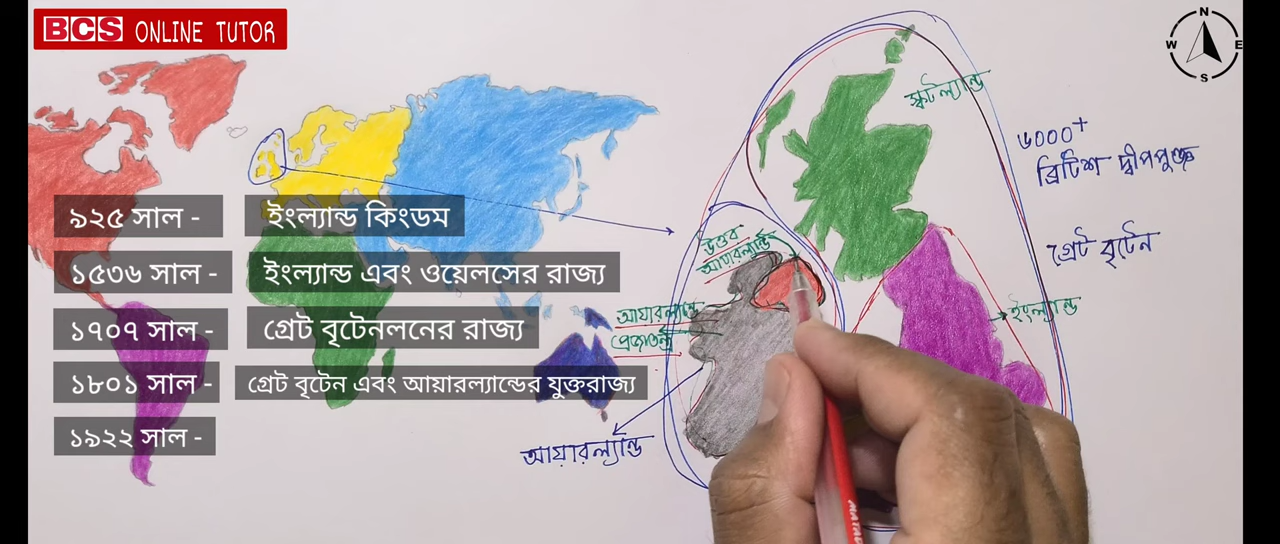 BCS ONLINE TUTOR
N
W E
S
স্কটল্যান্ড
৬০০০+
ব্রিটিশ দ্বীপপুঞ্জ
গ্রেট বৃটেন
উত্তর
আয়ারল্যান্ড
আয়ারল্যান্ড
প্রজাতন্ত্র
ইংল্যান্ড
আয়ারল্যান্ড
৯২৫ সাল - ইংল্যান্ড কিংডম
১৫৩৬ সাল - ইংল্যান্ড এবং ওয়েলসের রাজ্য
১৭০৭ সাল - গ্রেট বৃটেনলনের রাজ্য
১৮০১ সাল - গ্রেট বৃটেন এবং আয়ারল্যান্ডের যুক্তরাজ্য
১৯২২ সাল -